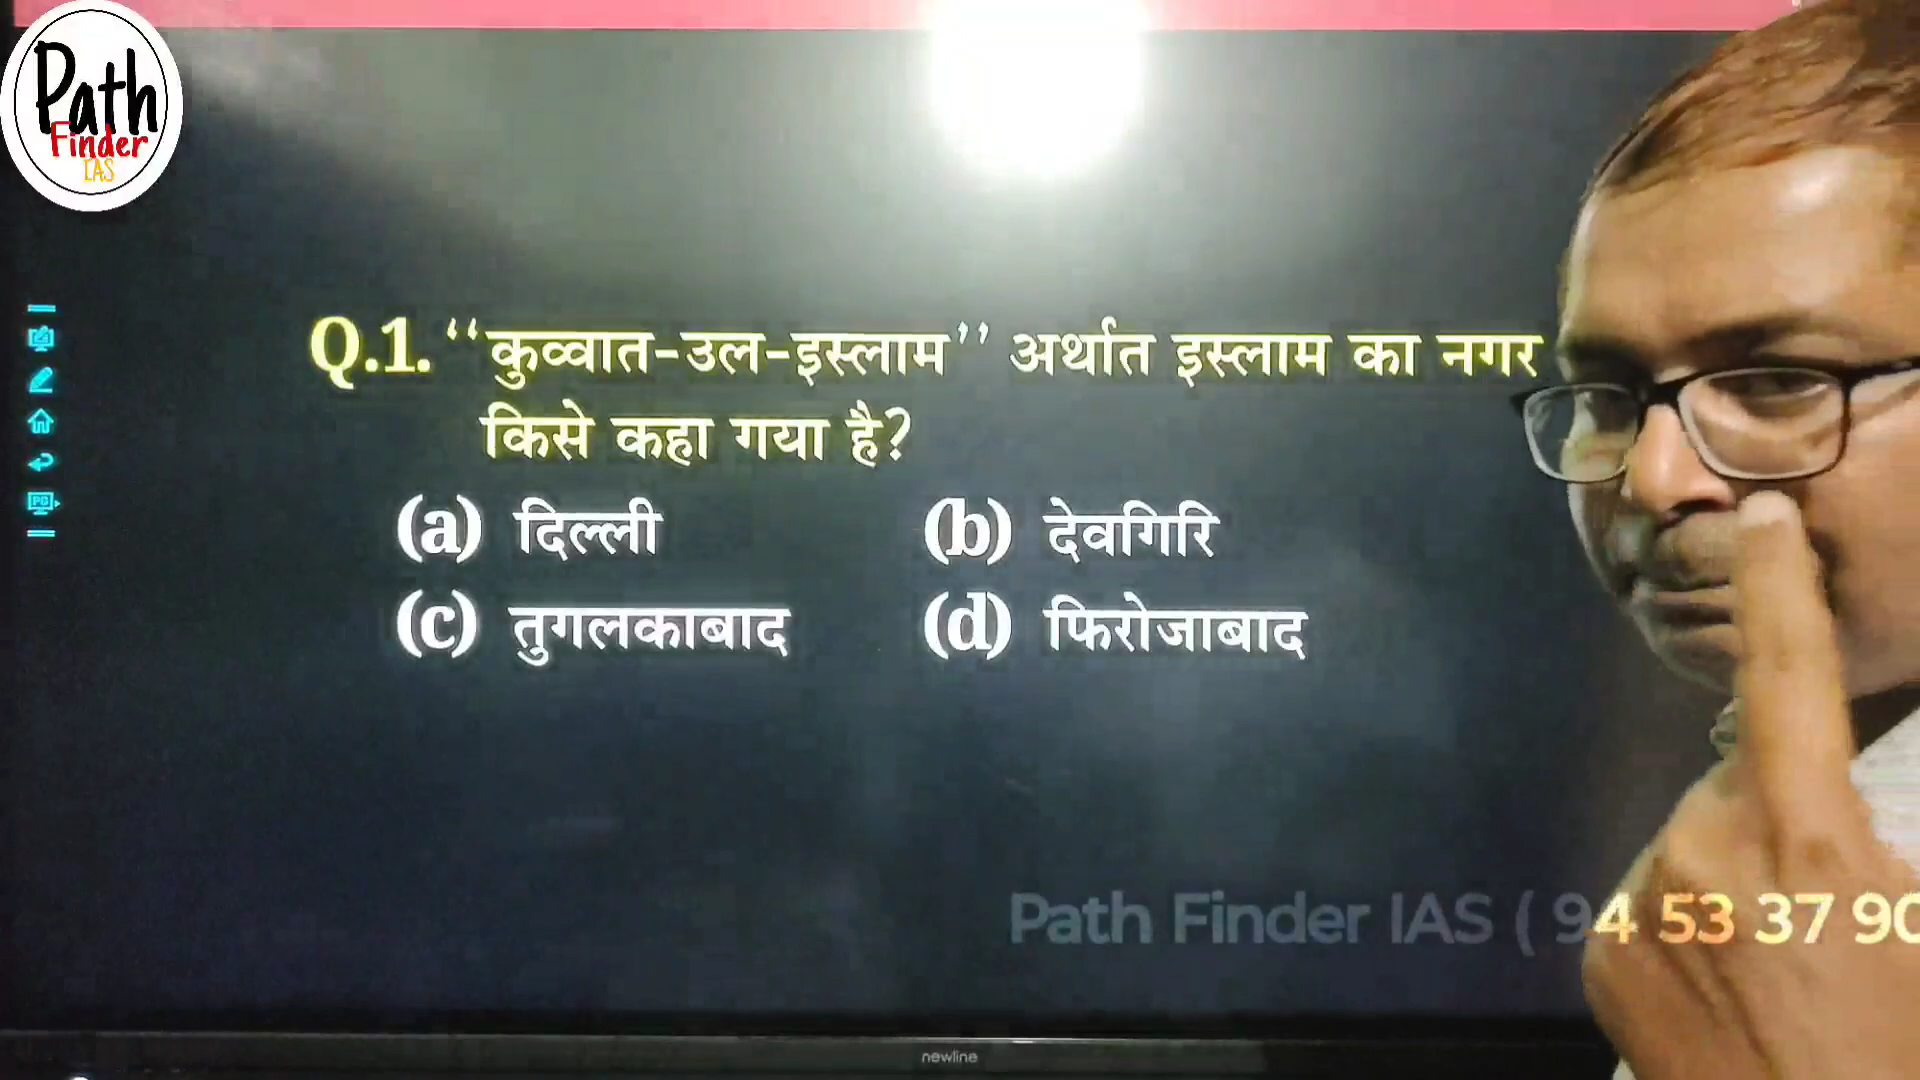 Path
Finder
IAS
Q.1. ‘‘कुव्वात-उल-इस्लाम’’ अर्थात इस्लाम का नगर
किसे कहा गया है?
(a) दिल्ली (b) देवगिरि
(c) तुगलकाबाद (d) फिरोजाबाद
Path Finder IAS ( 94 53 37 90
newline